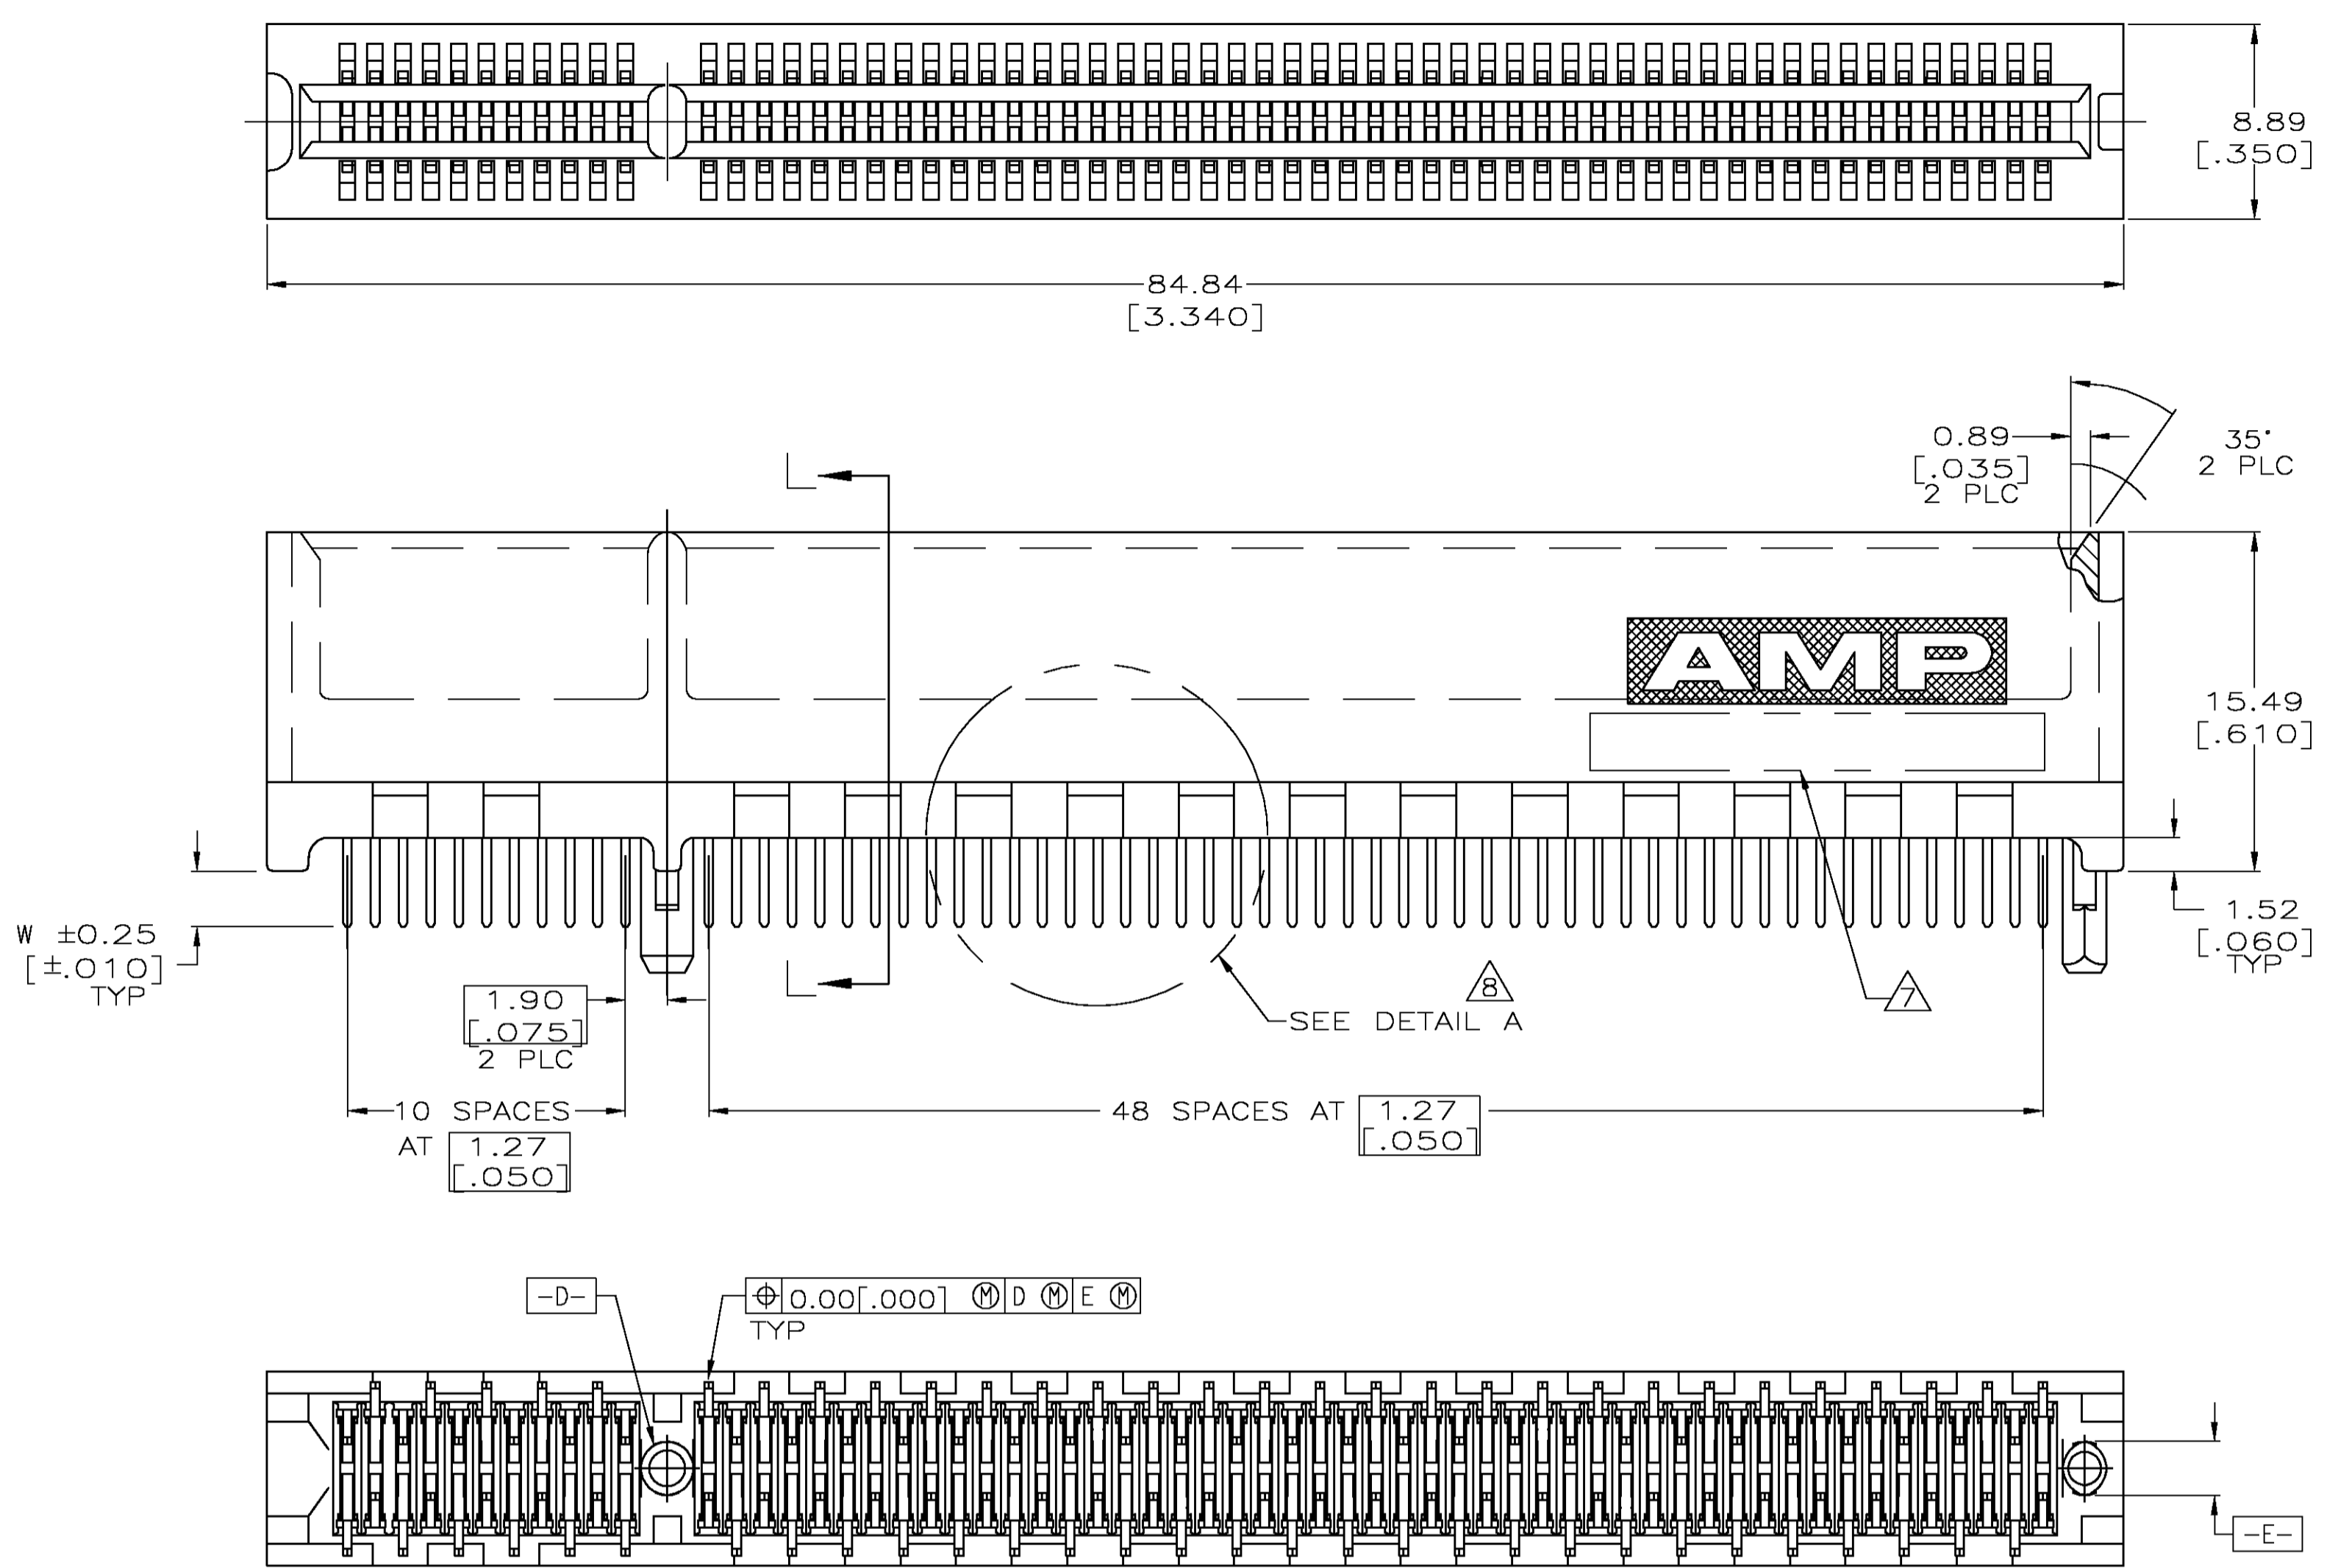 8.89
[.350]
84.84
[3.340]
0.89
[.035]
2 PLC
35°
2 PLC
AMP
15.49
[.610]
W ±0.25
[±.010]
TYP
1.52
[.060]
TYP
1.90
[.075]
2 PLC
8
7
SEE DETAIL A
10 SPACES
AT 1.27
[.050]
48 SPACES AT 1.27
[.050]
-D-
⌖ 0.00[.000] Ⓜ D Ⓜ E Ⓜ
TYP
-E-